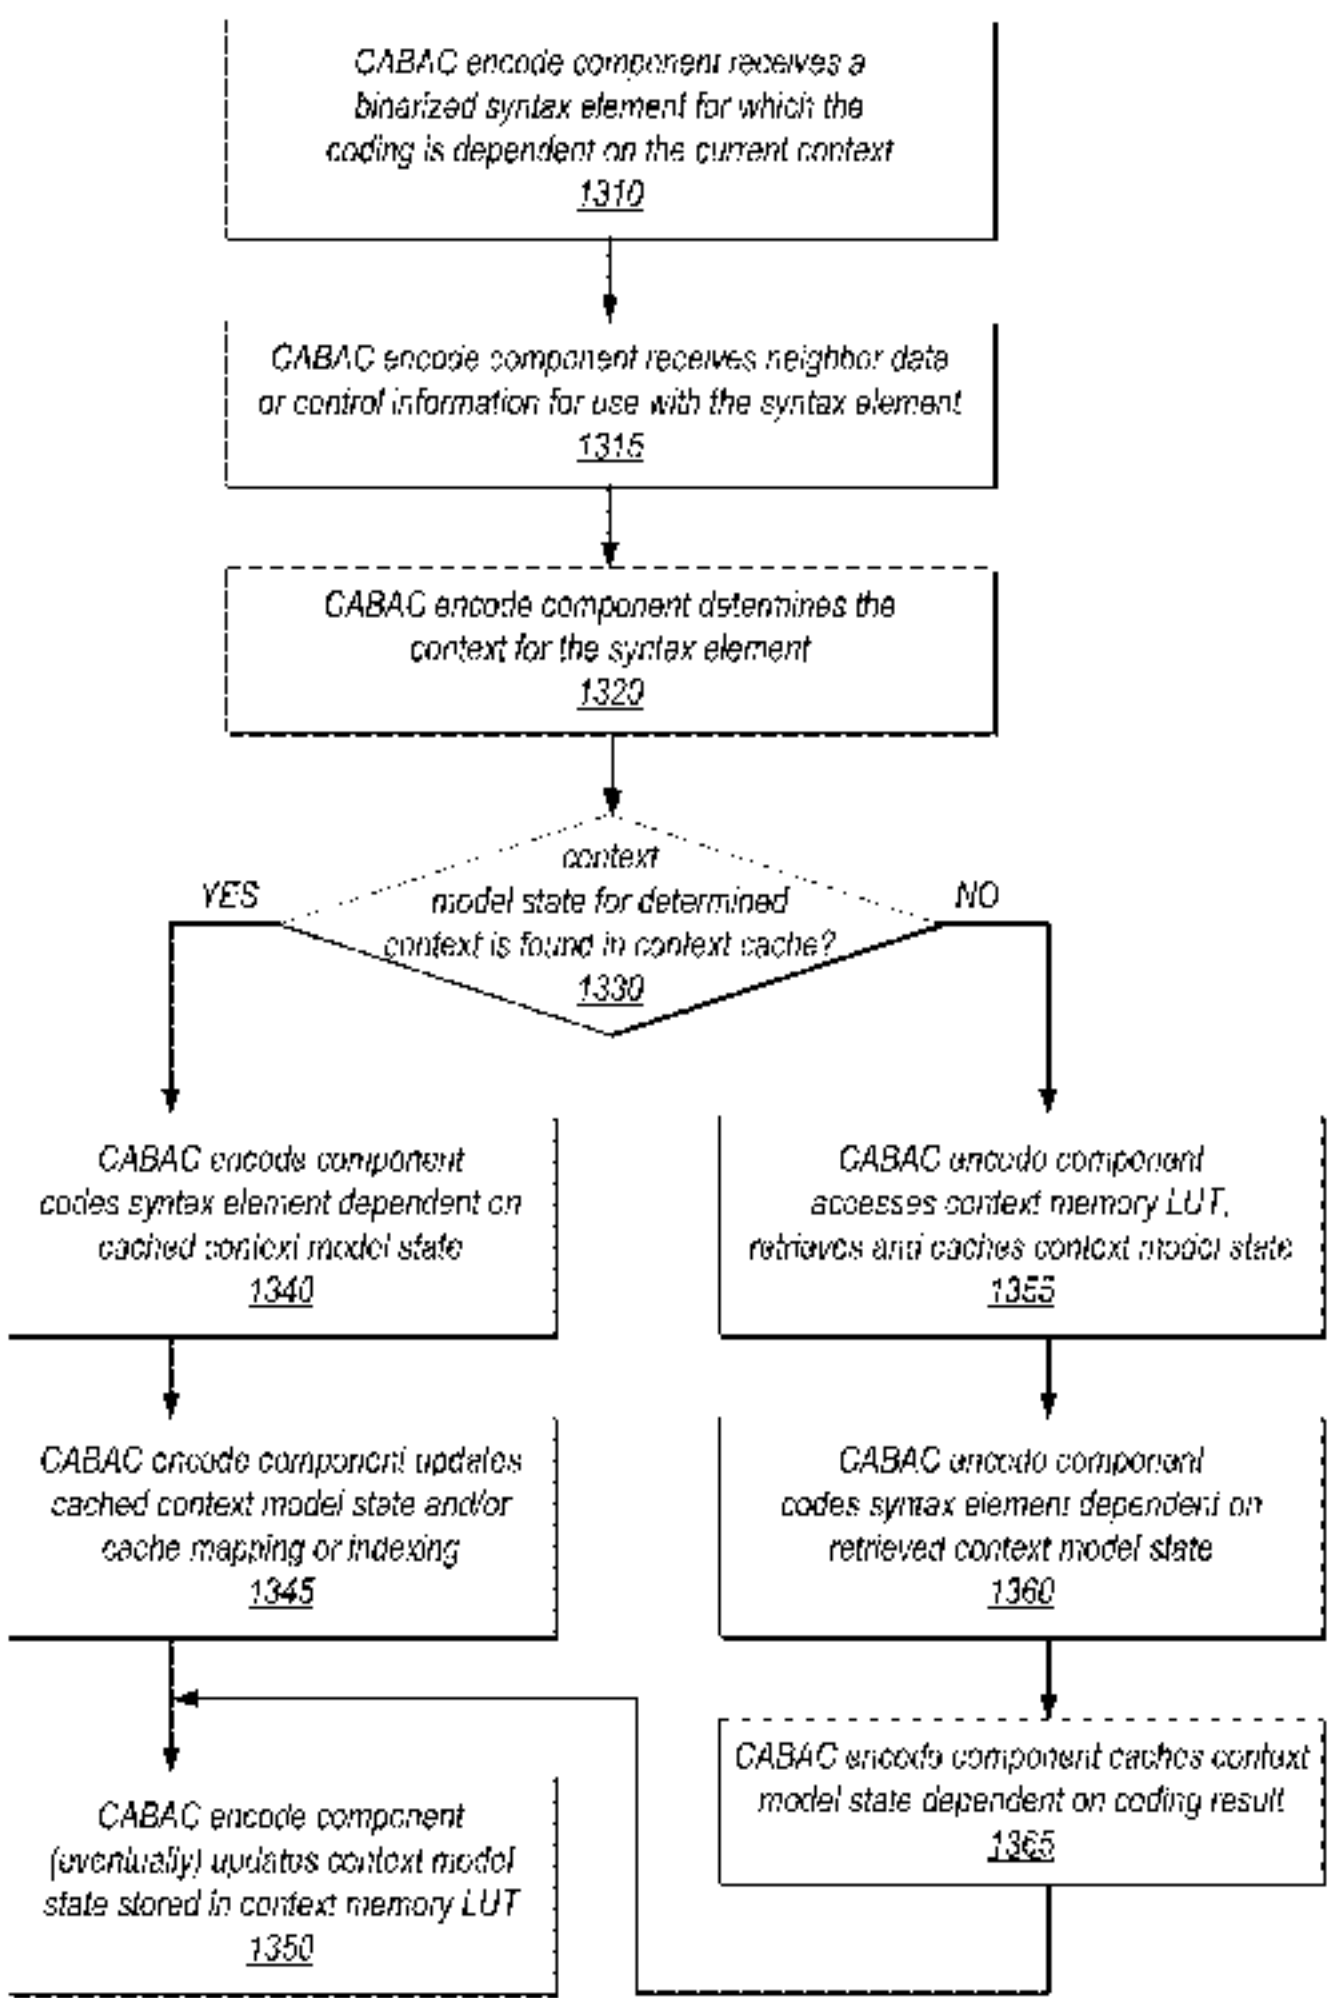 CABAC encode component receives a
binarized syntax element for which the
coding is dependent on the current context
1310
CABAC encode component receives neighbor data
or control information for use with the syntax element
1315
CABAC encode component determines the
context for the syntax element
1320
context
model state for determined
context is found in context cache?
1330
YES
NO
CABAC encode component
codes syntax element dependent on
cached context model state
1340
CABAC encode component updates
cached context model state and/or
cache mapping or indexing
1345
CABAC encode component
(eventually) updates context model
state stored in context memory LUT
1350
CABAC encode component
accesses context memory LUT,
retrieves and caches context model state
1355
CABAC encode component
codes syntax element dependent on
retrieved context model state
1360
CABAC encode component caches context
model state dependent on coding result
1365